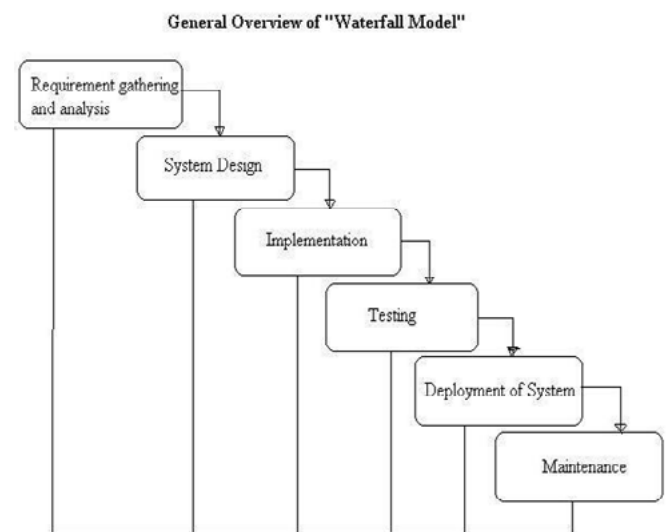 General Overview of "Waterfall Model"
Requirement gathering
and analysis
System Design
Implementation
Testing
Deployment of System
Maintenance